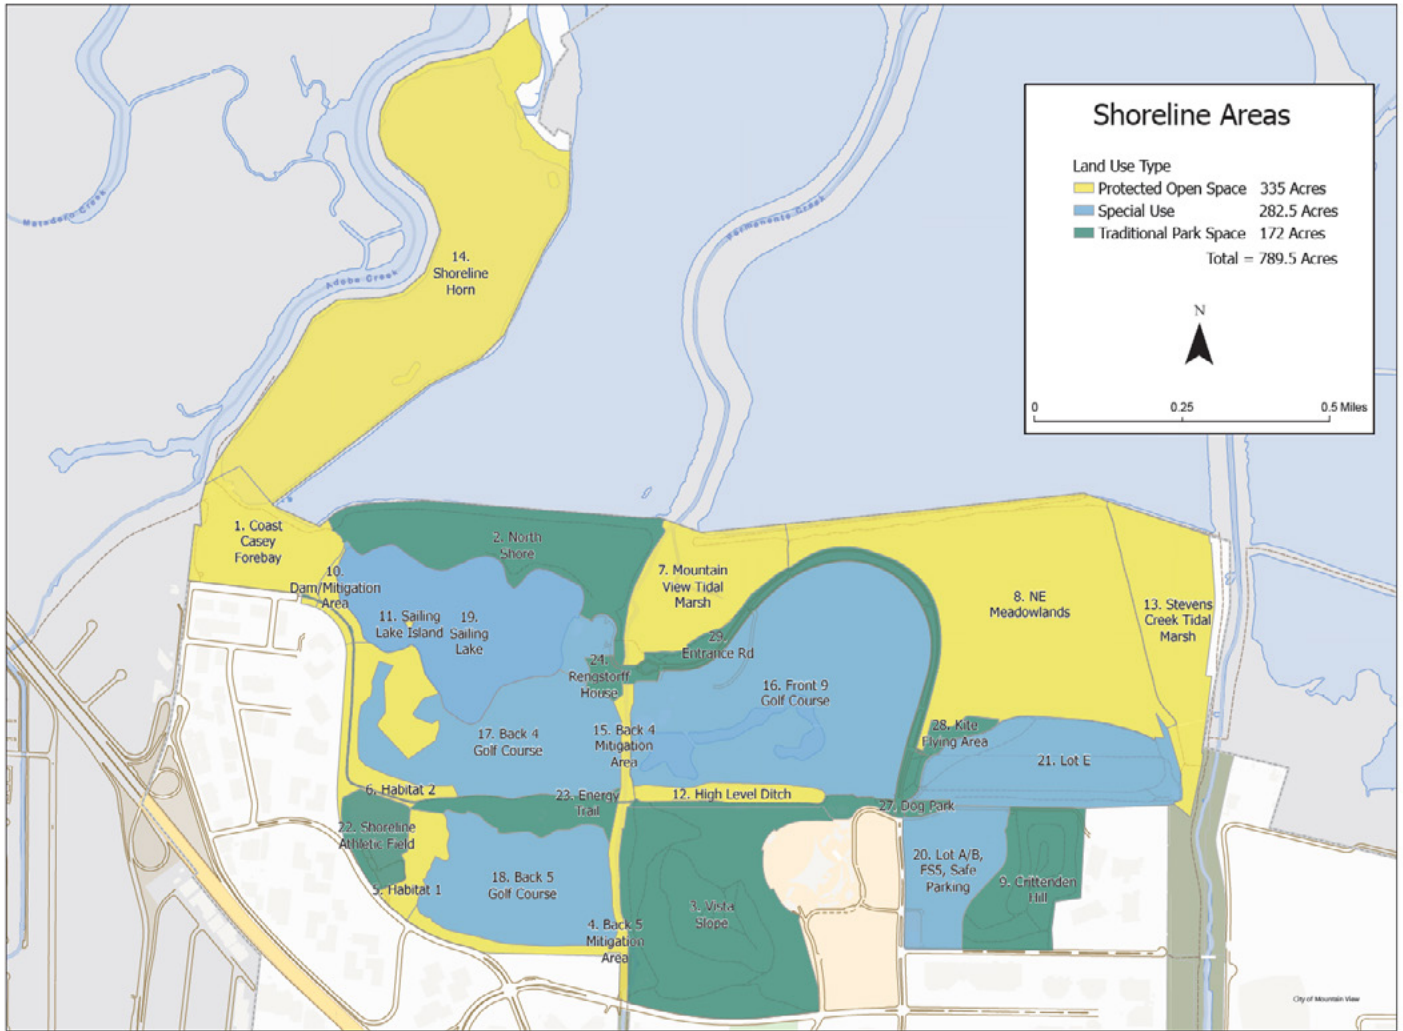 Shoreline Areas
Land Use Type
Protected Open Space 335 Acres
Special Use 282.5 Acres
Traditional Park Space 172 Acres
Total = 789.5 Acres
N
0 0.25 0.5 Miles
Matadero Creek
Adobe Creek
Permanente Creek
14.
Shoreline
Horn
1. Coast
Casey
Forebay
2. North
Shore
10.
Dam/Mitigation
Area
11. Sailing
Lake Island
19.
Sailing
Lake
7. Mountain
View Tidal
Marsh
8. NE
Meadowlands
13. Stevens
Creek Tidal
Marsh
29.
Entrance Rd
24.
Rengstorff
House
16. Front 9
Golf Course
17. Back 4
Golf Course
15. Back 4
Mitigation
Area
28. Kite
Flying Area
21. Lot E
6. Habitat 2
23. Energy
Trail
12. High Level Ditch
27. Dog Park
22. Shoreline
Athletic Field
18. Back 5
Golf Course
5. Habitat 1
20. Lot A/B,
FS5, Safe
Parking
9. Crittenden
Hill
3. Vista
Slope
4. Back 5
Mitigation
Area
City of Mountain View